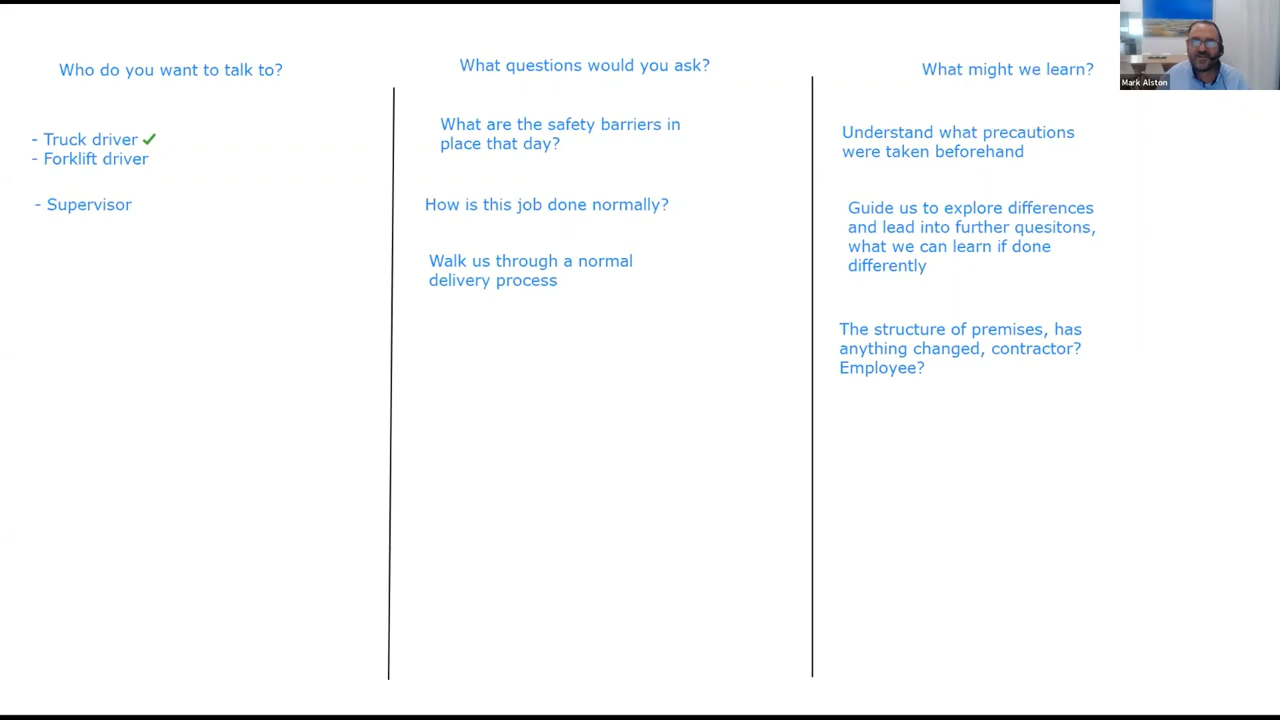 Who do you want to talk to?
- Truck driver
- Forklift driver
- Supervisor
What questions would you ask?
What are the safety barriers in
place that day?
How is this job done normally?
Walk us through a normal
delivery process
What might we learn?
Understand what precautions
were taken beforehand
Guide us to explore differences
and lead into further quesitons,
what we can learn if done
differently
The structure of premises, has
anything changed, contractor?
Employee?
Mark Alston